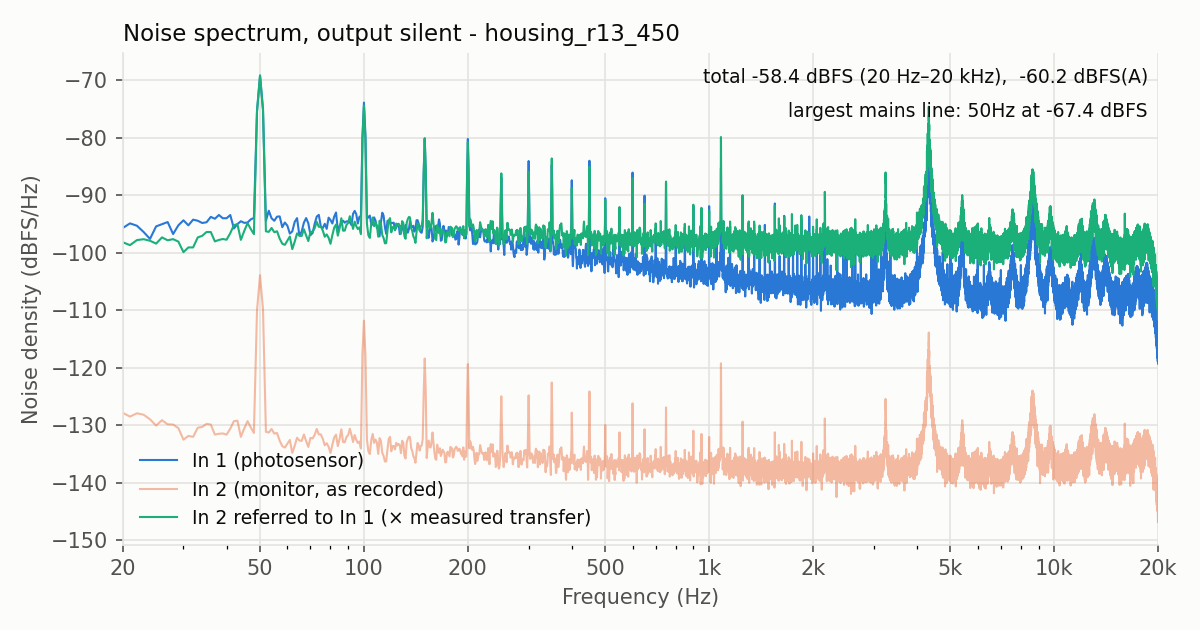 Noise spectrum, output silent - housing_r13_450
total -58.4 dBFS (20 Hz–20 kHz),  -60.2 dBFS(A)
largest mains line: 50Hz at -67.4 dBFS
Noise density (dBFS/Hz)
−70
−80
−90
−100
−110
−120
−130
−140
−150
In 1 (photosensor)
In 2 (monitor, as recorded)
In 2 referred to In 1 (× measured transfer)
20 50 100 200 500 1k 2k 5k 10k 20k
Frequency (Hz)